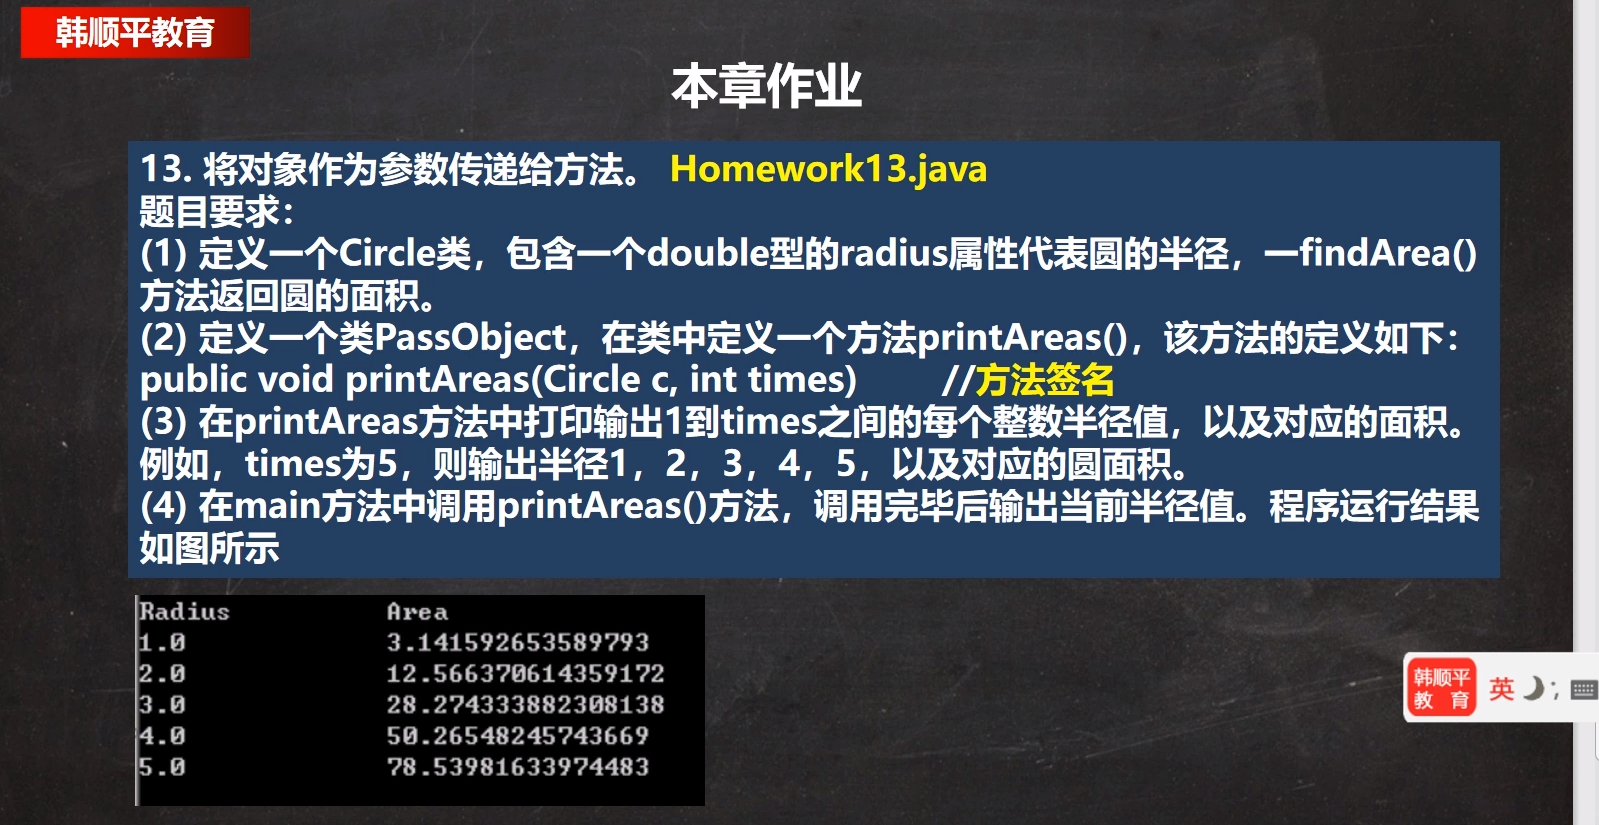 韩顺平教育
本章作业
13. 将对象作为参数传递给方法。 Homework13.java
题目要求：
(1) 定义一个Circle类，包含一个double型的radius属性代表圆的半径，一findArea()
方法返回圆的面积。
(2) 定义一个类PassObject，在类中定义一个方法printAreas()，该方法的定义如下：
public void printAreas(Circle c, int times) //方法签名
(3) 在printAreas方法中打印输出1到times之间的每个整数半径值，以及对应的面积。
例如，times为5，则输出半径1，2，3，4，5，以及对应的圆面积。
(4) 在main方法中调用printAreas()方法，调用完毕后输出当前半径值。程序运行结果
如图所示
Radius Area
1.0 3.141592653589793
2.0 12.566370614359172
3.0 28.274333882308138
4.0 50.26548245743669
5.0 78.53981633974483
韩顺平
教 育
英